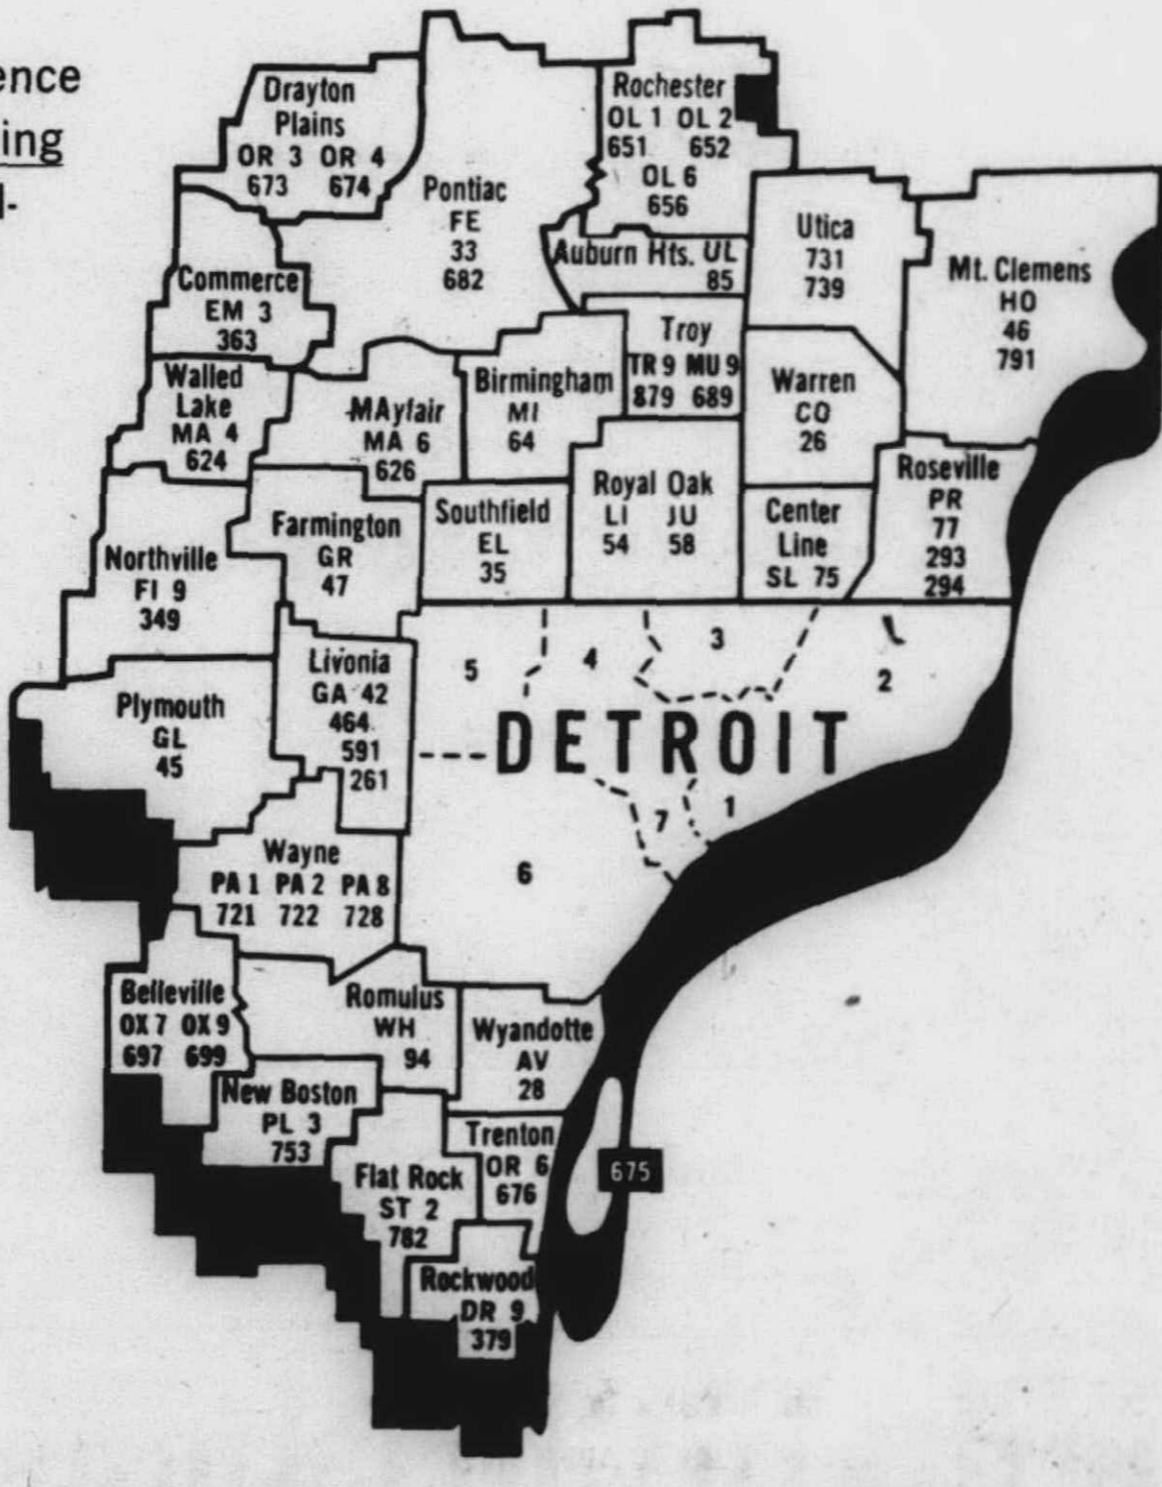 ence
ing
l-
Drayton
Plains
OR 3 OR 4
673 674
Pontiac
FE
33
682
Rochester
OL 1 OL 2
651 652
OL 6
656
Auburn Hts. UL
85
Utica
731
739
Mt. Clemens
HO
46
791
Commerce
EM 3
363
Walled
Lake
MA 4
624
MAyfair
MA 6
626
Birmingham
MI
64
Troy
TR 9 MU 9
879 689
Warren
CO
26
Roseville
PR
77
293
294
Northville
FI 9
349
Farmington
GR
47
Southfield
EL
35
Royal Oak
LI JU
54 58
Center
Line
SL 75
Plymouth
GL
45
Livonia
GA 42
464
591
261
5
4
3
2
DETROIT
7
1
6
Wayne
PA 1 PA 2 PA 8
721 722 728
Belleville
OX 7 OX 9
697 699
Romulus
WH
94
Wyandotte
AV
28
New Boston
PL 3
753
Flat Rock
ST 2
782
Trenton
OR 6
676
675
Rockwood
DR 9
379